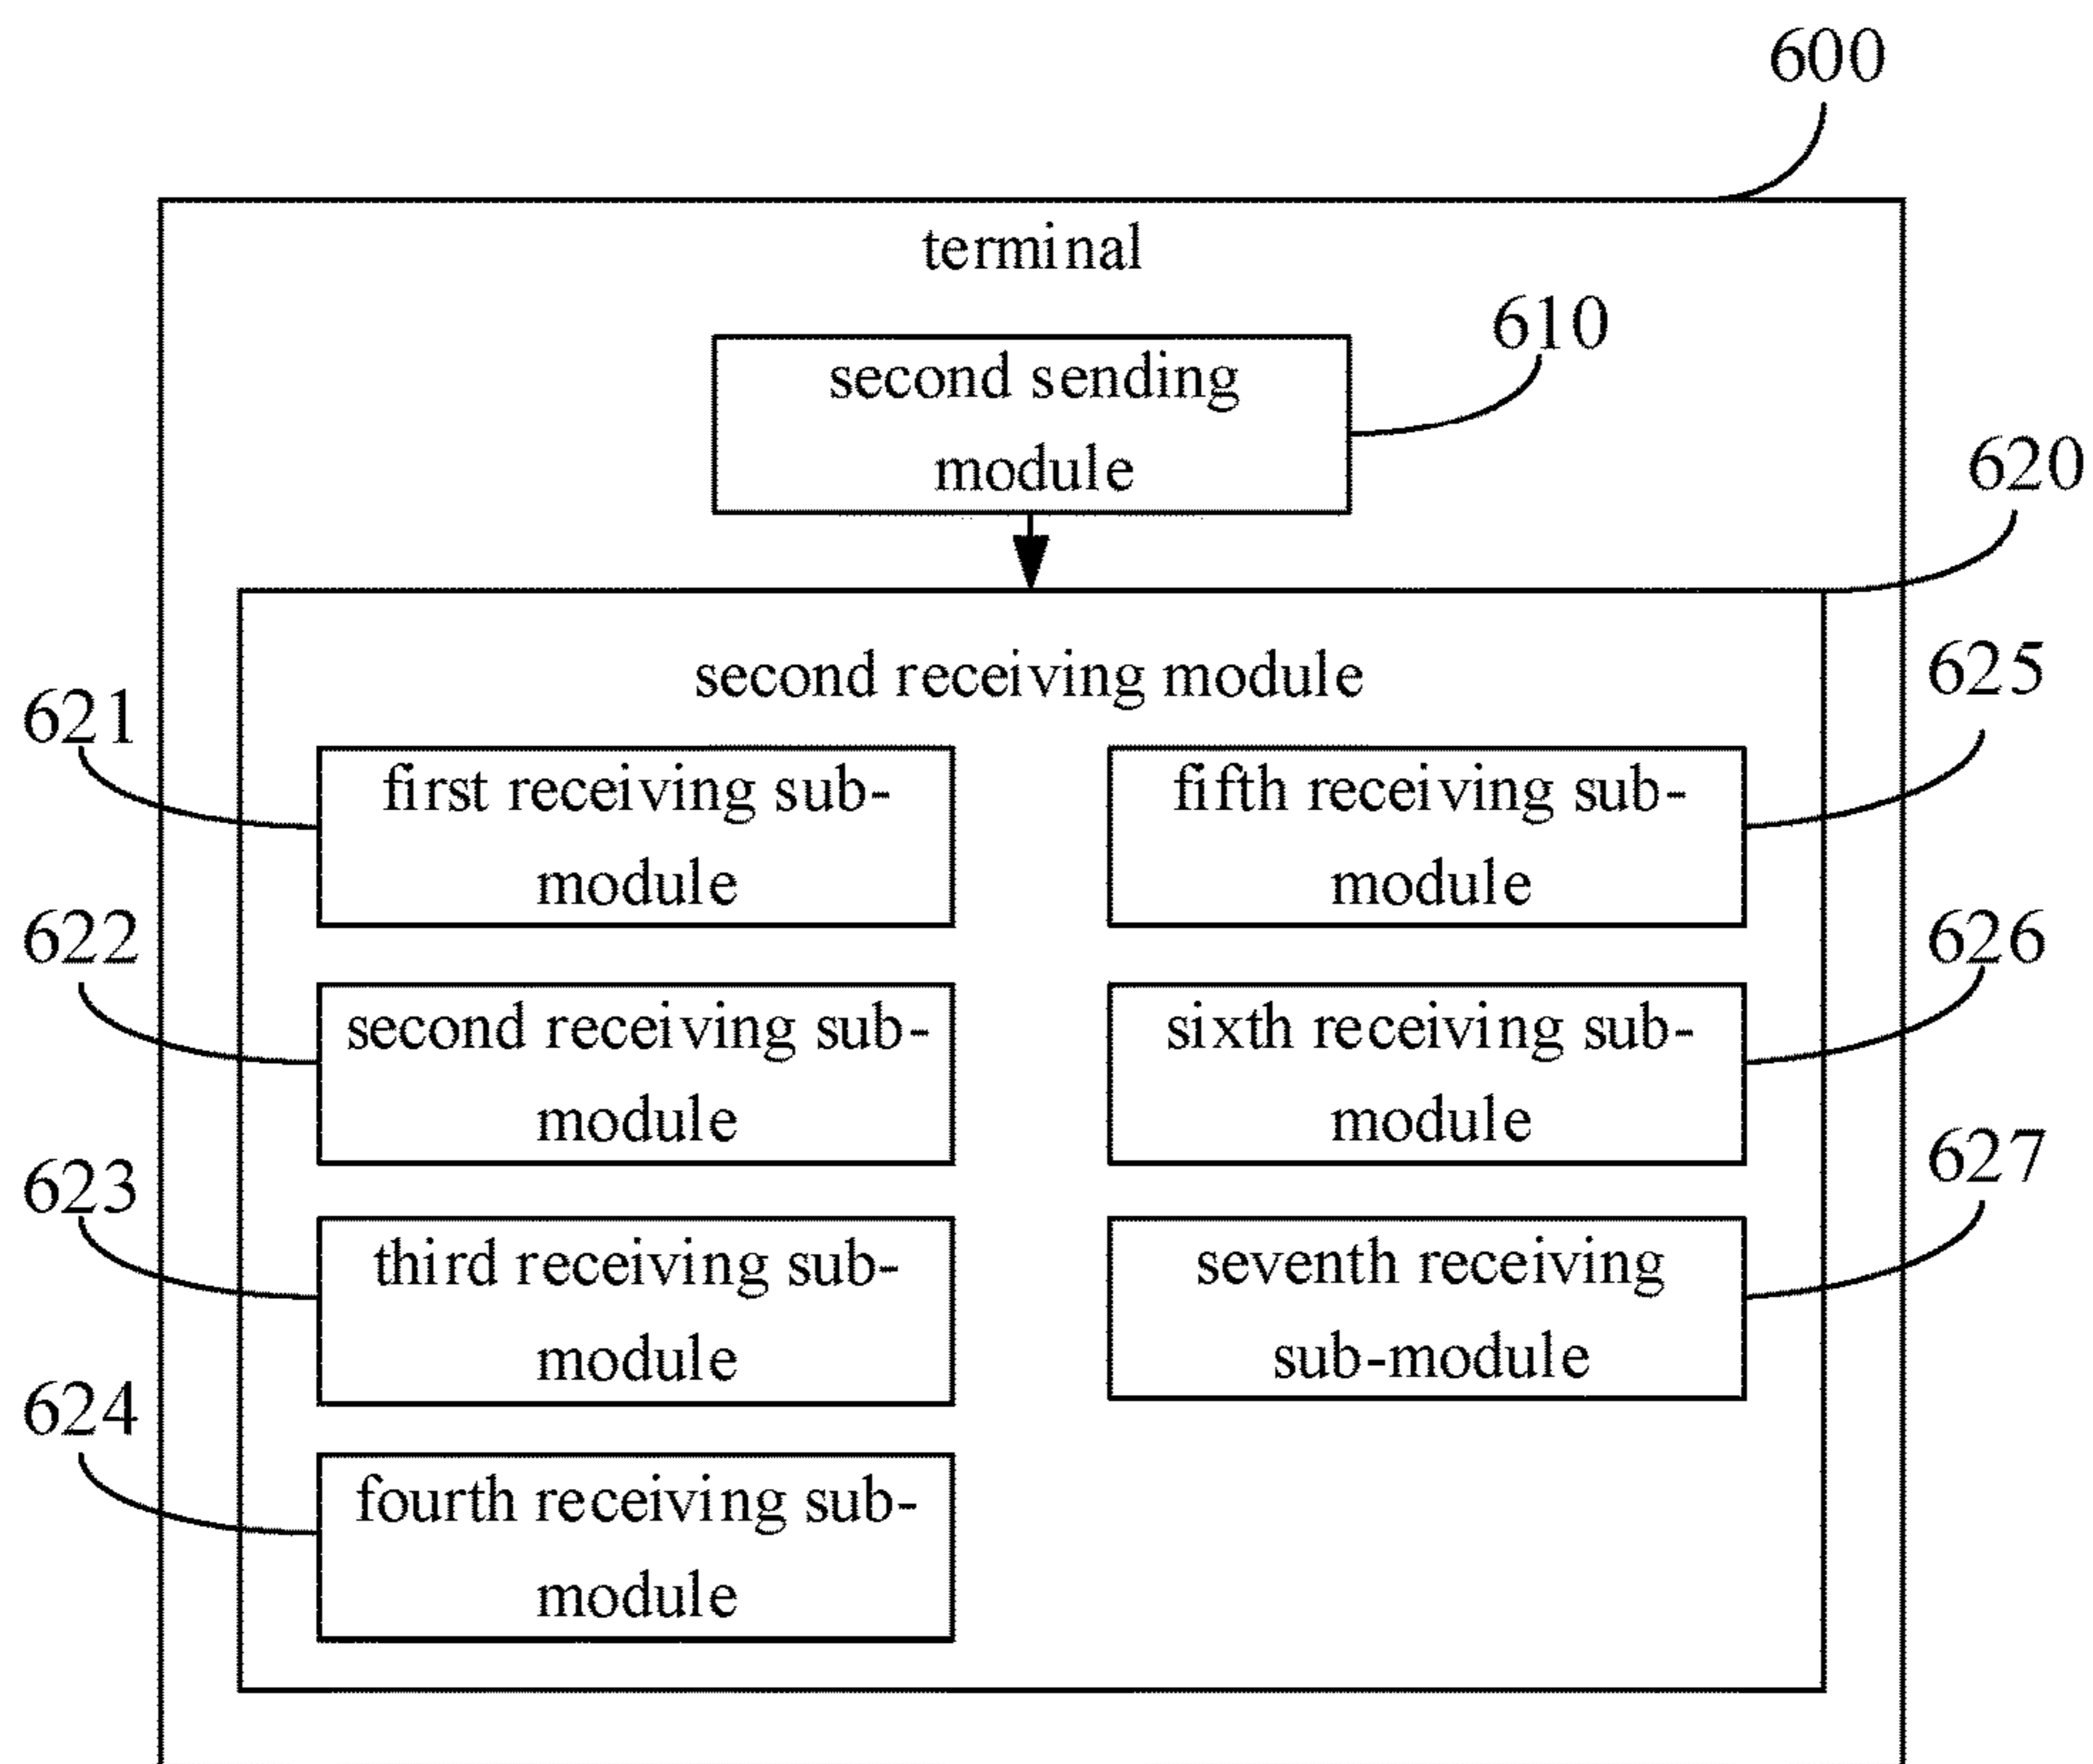 600
terminal
610
second sending
module
620
second receiving module
621
first receiving sub-
module
625
fifth receiving sub-
module
622
second receiving sub-
module
626
sixth receiving sub-
module
623
third receiving sub-
module
627
seventh receiving
sub-module
624
fourth receiving sub-
module